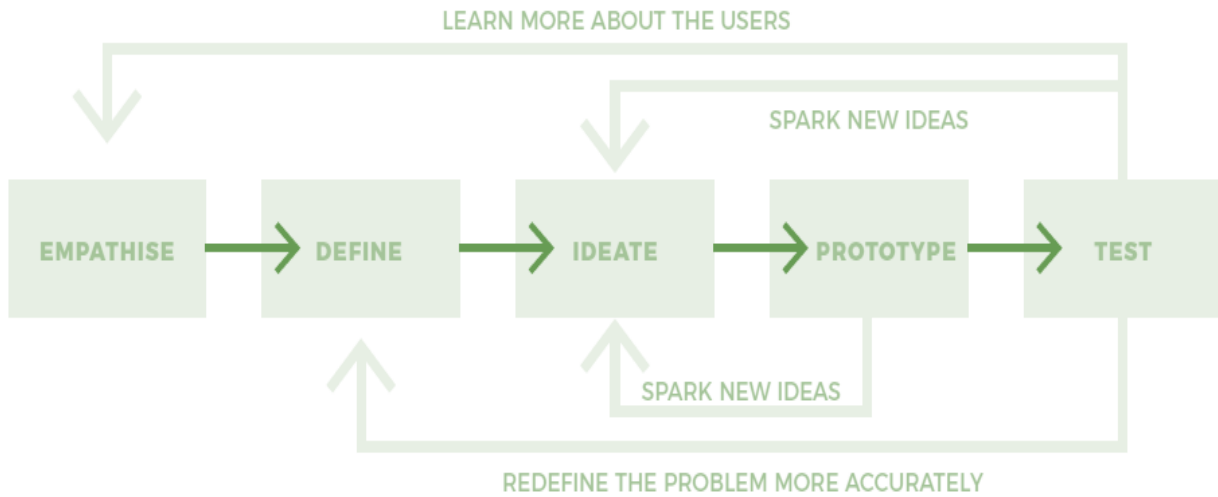 LEARN MORE ABOUT THE USERS
SPARK NEW IDEAS
EMPATHISE
DEFINE
IDEATE
PROTOTYPE
TEST
SPARK NEW IDEAS
REDEFINE THE PROBLEM MORE ACCURATELY